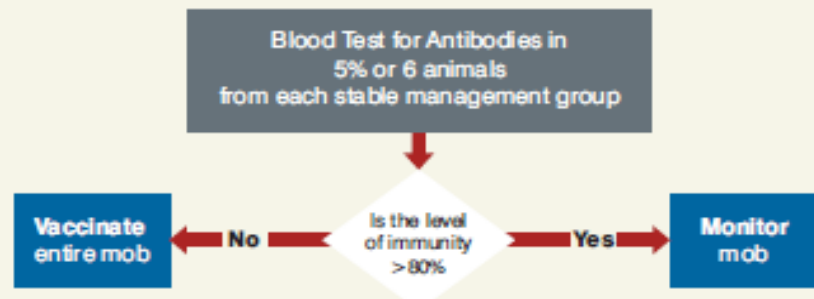 Blood Test for Antibodies in
5% or 6 animals
from each stable management group
Is the level
of immunity
>80%
No
Yes
Vaccinate
entire mob
Monitor
mob